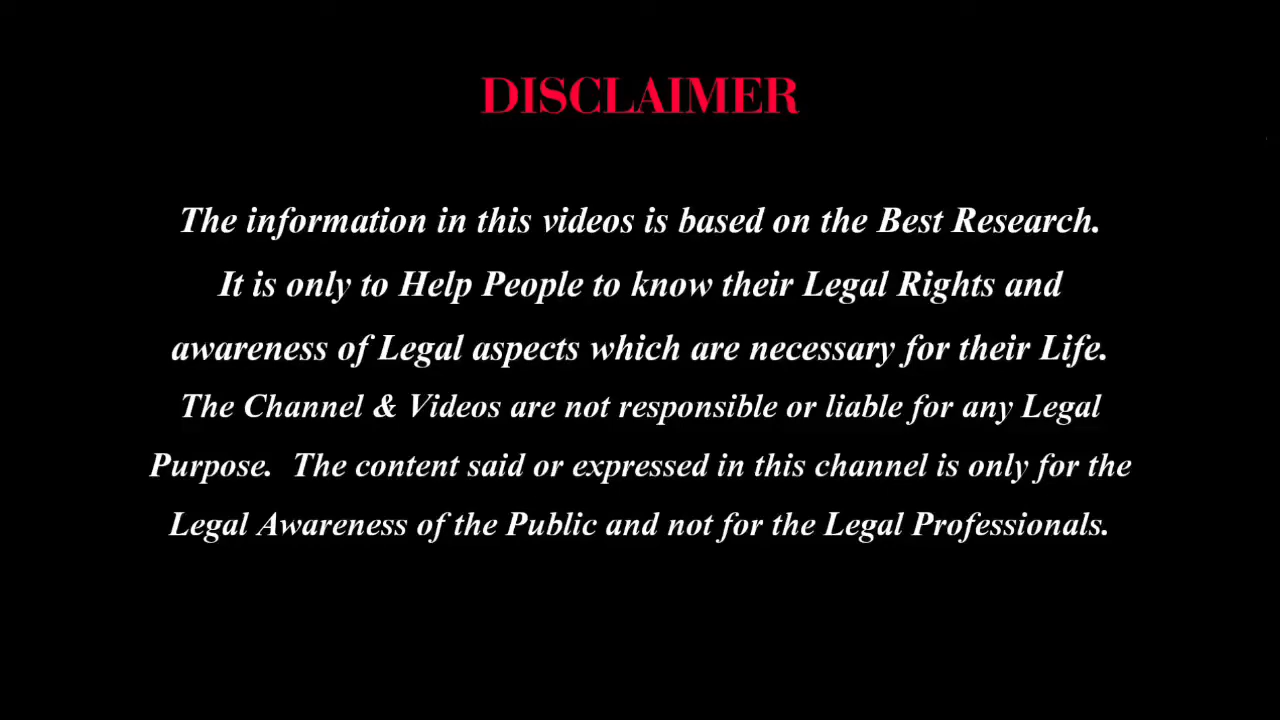 DISCLAIMER
The information in this videos is based on the Best Research.
It is only to Help People to know their Legal Rights and
awareness of Legal aspects which are necessary for their Life.
The Channel & Videos are not responsible or liable for any Legal
Purpose.  The content said or expressed in this channel is only for the
Legal Awareness of the Public and not for the Legal Professionals.